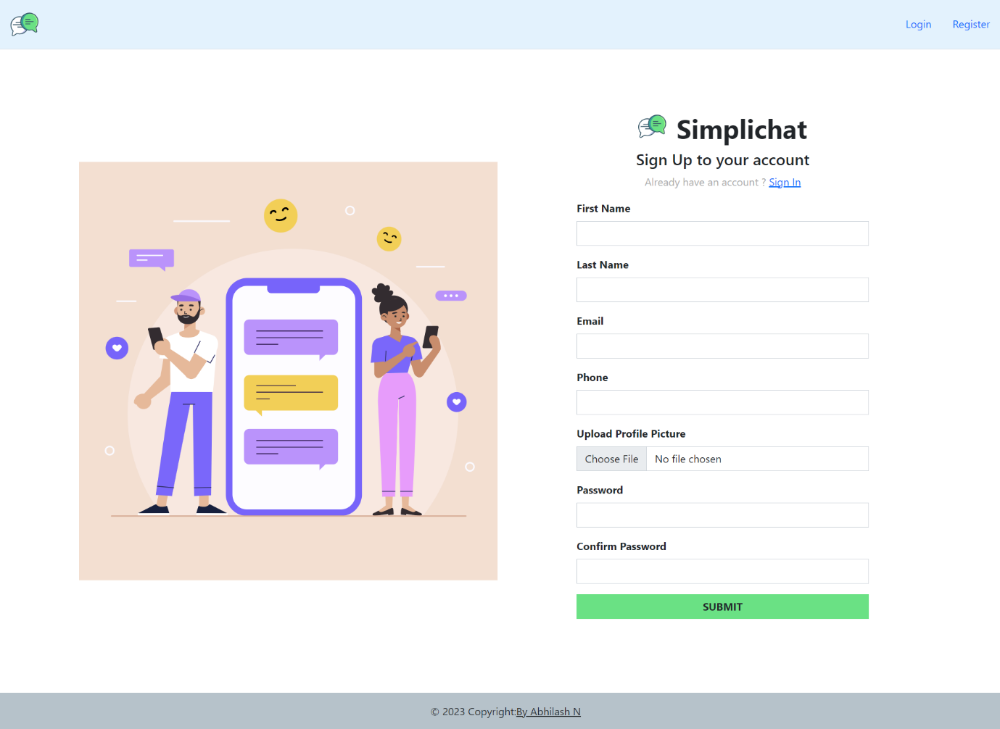 Login Register
Simplichat
Sign Up to your account
Already have an account ? Sign In
First Name
Last Name
Email
Phone
Upload Profile Picture
Choose File No file chosen
Password
Confirm Password
SUBMIT
© 2023 Copyright:By Abhilash N